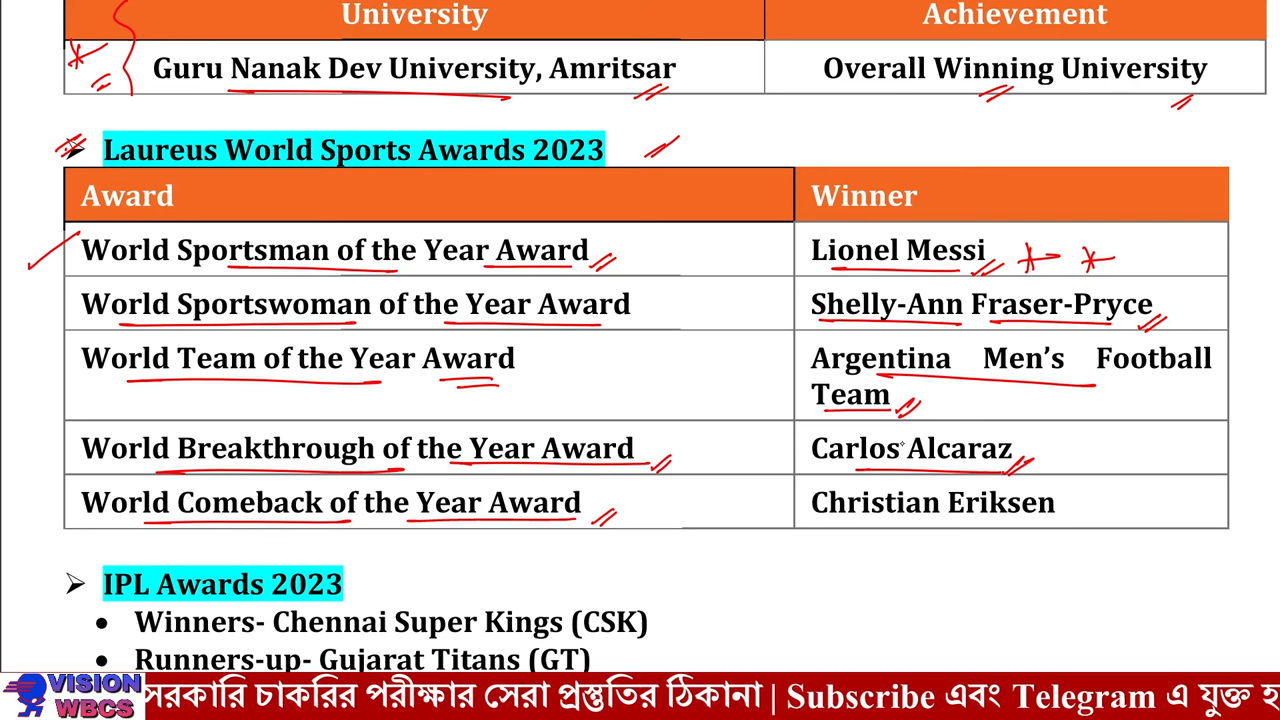 University Achievement
Guru Nanak Dev University, Amritsar Overall Winning University
Laureus World Sports Awards 2023
Award Winner
World Sportsman of the Year Award Lionel Messi
World Sportswoman of the Year Award Shelly-Ann Fraser-Pryce
World Team of the Year Award Argentina Men's Football
Team
World Breakthrough of the Year Award Carlos Alcaraz
World Comeback of the Year Award Christian Eriksen
IPL Awards 2023
• Winners- Chennai Super Kings (CSK)
• Runners-up- Gujarat Titans (GT)
VISION
WBCS
সরকারি চাকরির পরীক্ষার সেরা প্রস্তুতির ঠিকানা | Subscribe এবং Telegram এ যুক্ত